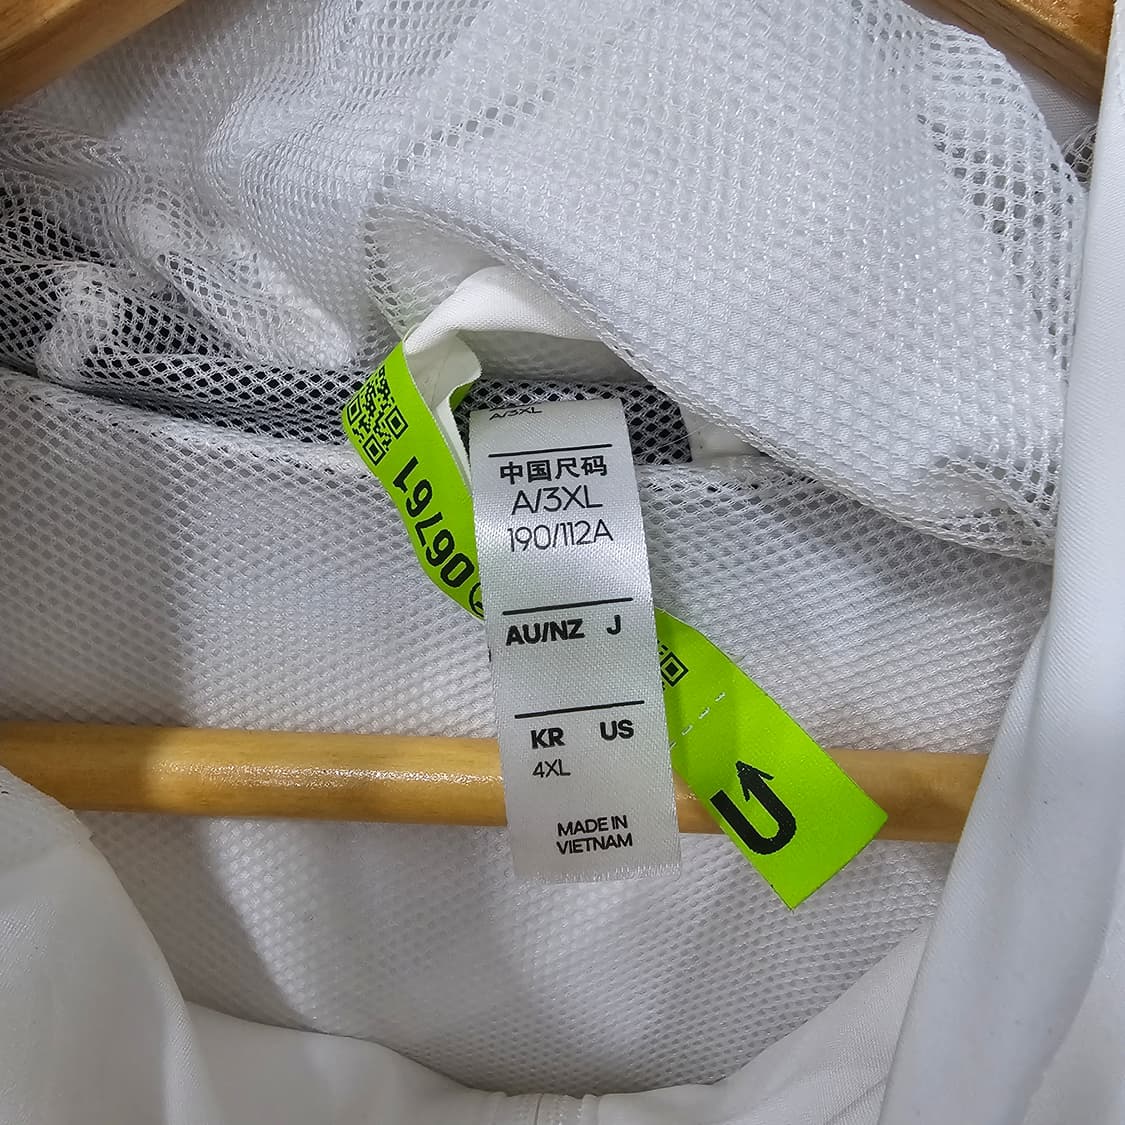 A/3XL
中国尺码
A/3XL
190/112A
AU/NZ J
KR US
4XL
MADE IN
VIETNAM
06761
U